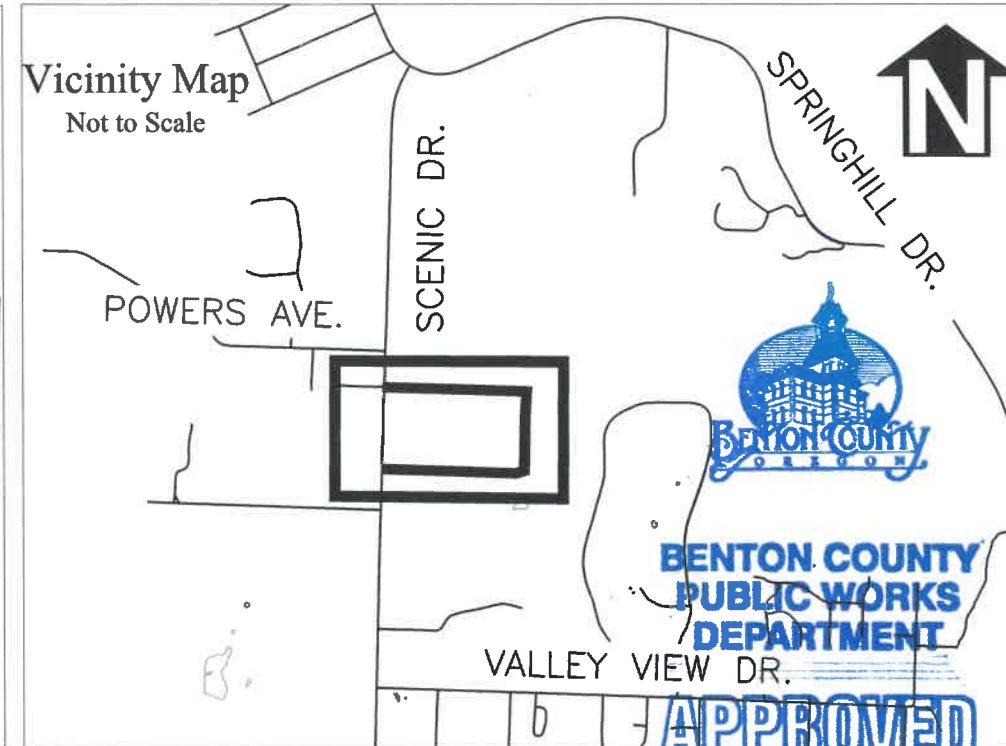 Vicinity Map
Not to Scale
SCENIC DR.
SPRINGHILL DR.
N
POWERS AVE.
BENTON COUNTY
OREGON
BENTON COUNTY
PUBLIC WORKS
DEPARTMENT
VALLEY VIEW DR.
APPROVED